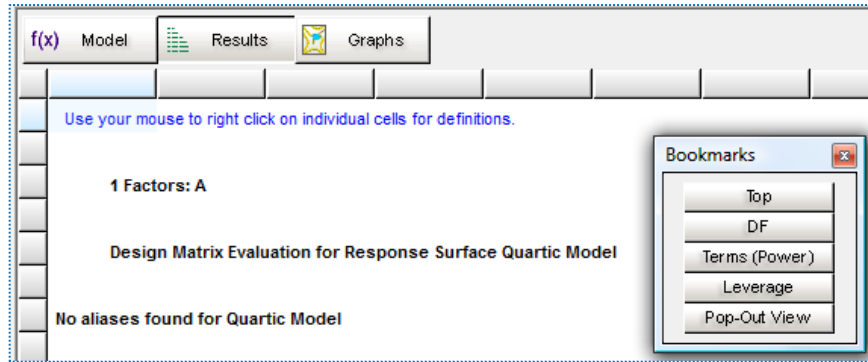 f(x) Model Results Graphs
Use your mouse to right click on individual cells for definitions.
Bookmarks
1 Factors: A
Top
DF
Design Matrix Evaluation for Response Surface Quartic Model
Terms (Power)
Leverage
No aliases found for Quartic Model
Pop-Out View